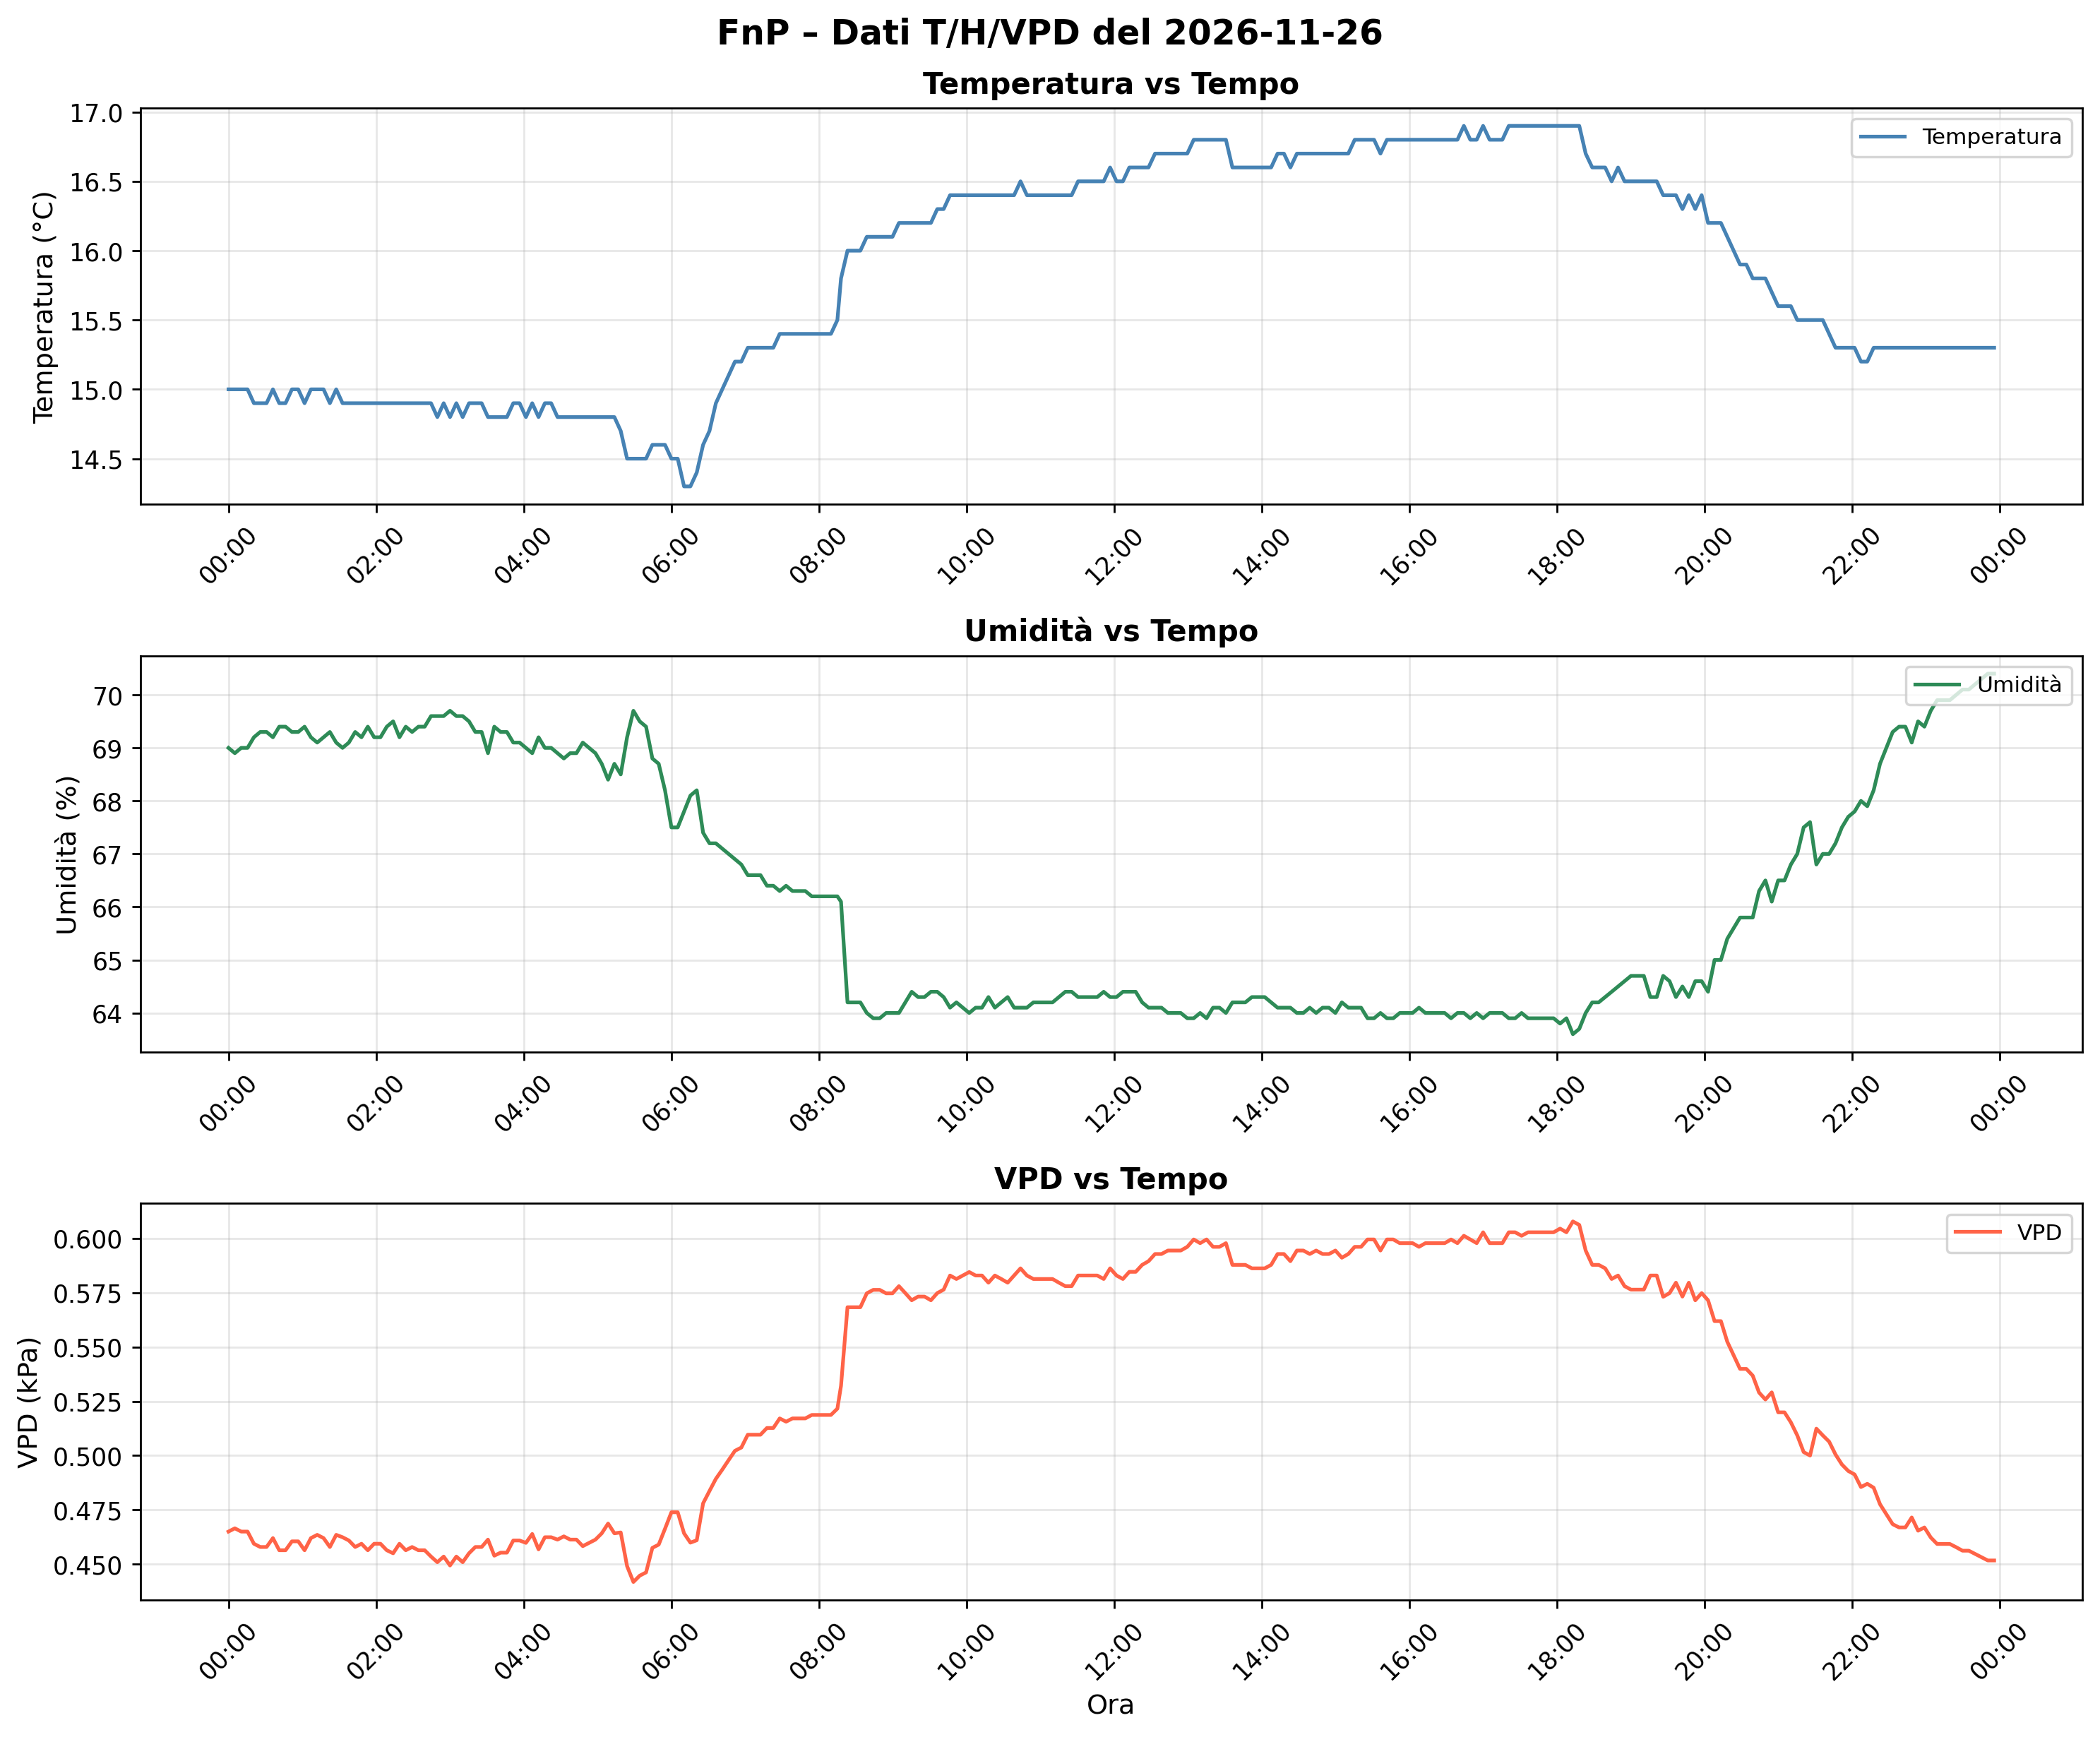 FnP – Dati T/H/VPD del 2026-11-26
Temperatura vs Tempo
Temperatura (°C)
17.0
16.5
16.0
15.5
15.0
14.5
Temperatura
00:00 02:00 04:00 06:00 08:00 10:00 12:00 14:00 16:00 18:00 20:00 22:00 00:00
Umidità vs Tempo
Umidità (%)
70
69
68
67
66
65
64
Umidità
00:00 02:00 04:00 06:00 08:00 10:00 12:00 14:00 16:00 18:00 20:00 22:00 00:00
VPD vs Tempo
VPD (kPa)
0.600
0.575
0.550
0.525
0.500
0.475
0.450
VPD
00:00 02:00 04:00 06:00 08:00 10:00 12:00 14:00 16:00 18:00 20:00 22:00 00:00
Ora